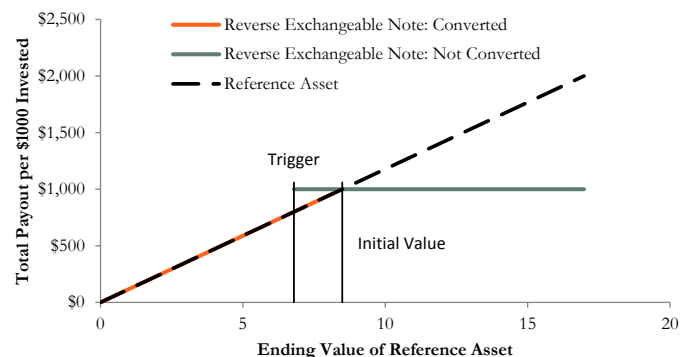 $2,500
$2,000
$1,500
$1,000
$500
$0
Total Payout per $1000 Invested
Reverse Exchangeable Note: Converted
Reverse Exchangeable Note: Not Converted
Reference Asset
Trigger
Initial Value
0
5
10
15
20
Ending Value of Reference Asset